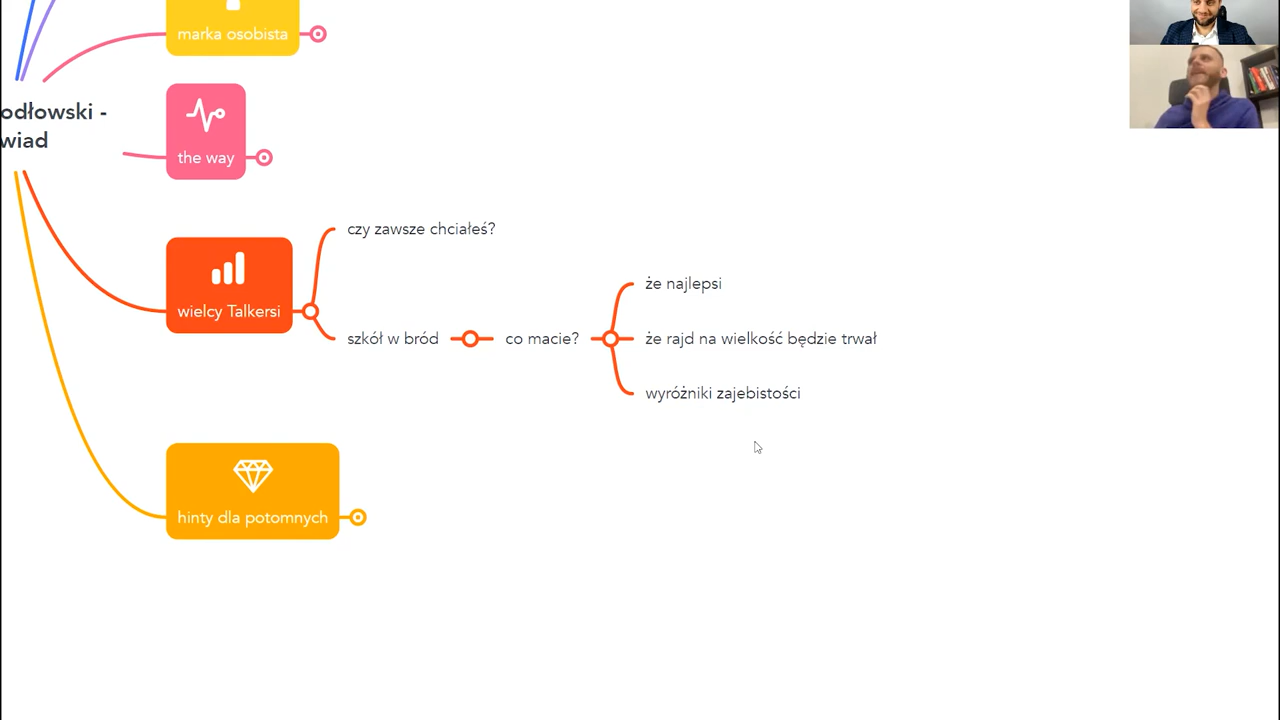 marka osobista
odłowski -
wiad
the way
czy zawsze chciałeś?
że najlepsi
wielcy Talkersi
szkół w bród
co macie?
że rajd na wielkość będzie trwał
wyróżniki zajebistości
hinty dla potomnych